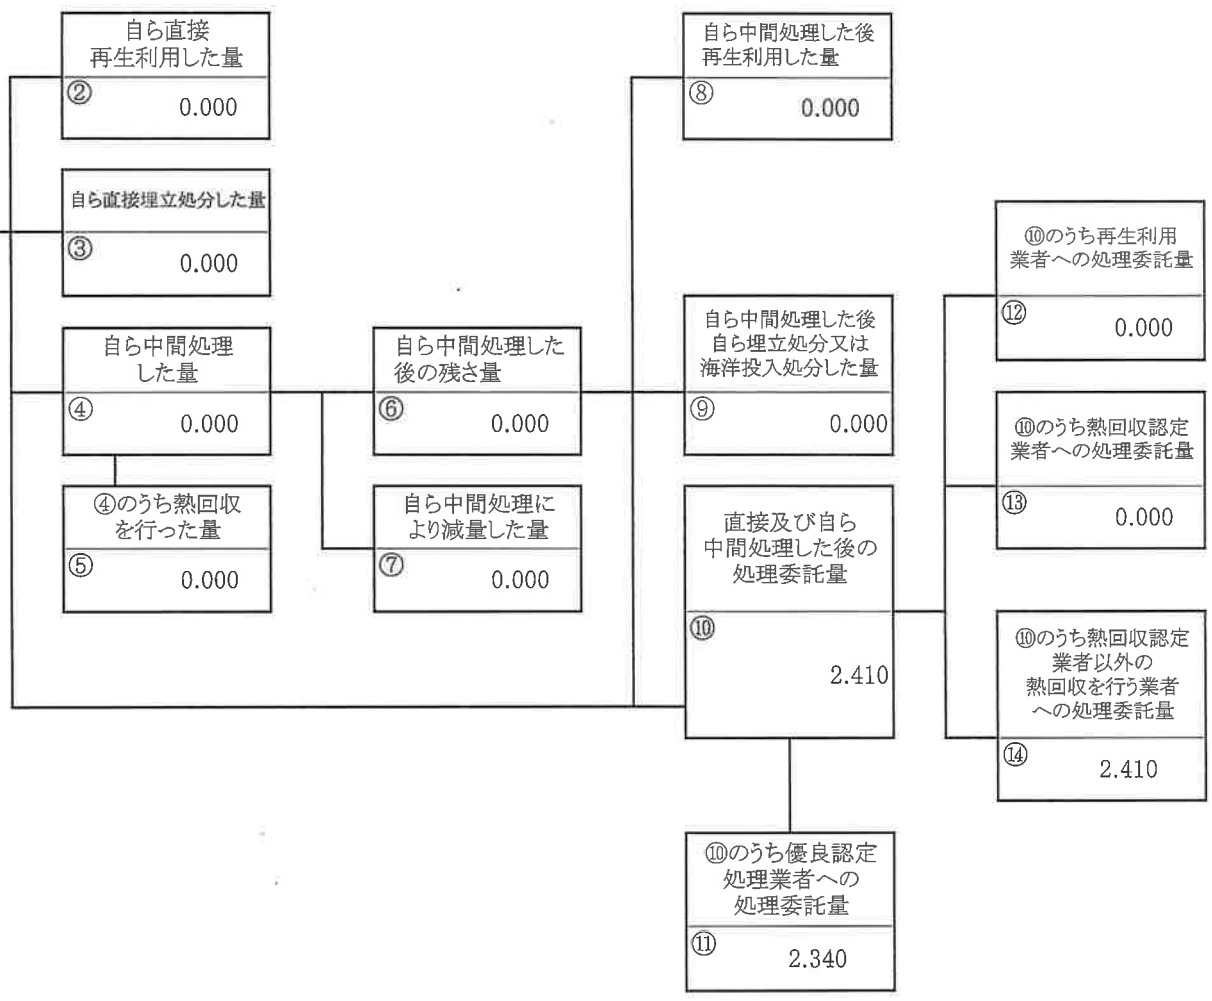 自ら直接
再生利用した量
②
0.000
自ら直接埋立処分した量
③
0.000
自ら中間処理
した量
④
0.000
④のうち熱回収
を行った量
⑤
0.000
自ら中間処理した
後の残さ量
⑥
0.000
自ら中間処理に
より減量した量
⑦
0.000
自ら中間処理した後
再生利用した量
⑧
0.000
自ら中間処理した後
自ら埋立処分又は
海洋投入処分した量
⑨
0.000
直接及び自ら
中間処理した後の
処理委託量
⑩
2.410
⑩のうち優良認定
処理業者への
処理委託量
⑪
2.340
⑩のうち再生利用
業者への処理委託量
⑫
0.000
⑩のうち熱回収認定
業者への処理委託量
⑬
0.000
⑩のうち熱回収認定
業者以外の
熱回収を行う業者
への処理委託量
⑭
2.410